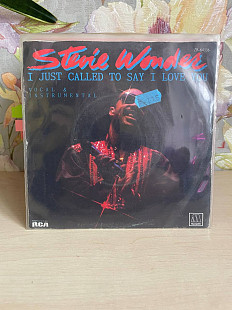 Stevie Wonder
I JUST CALLED TO SAY I LOVE YOU
VOCAL &
INSTRUMENTAL
RCA